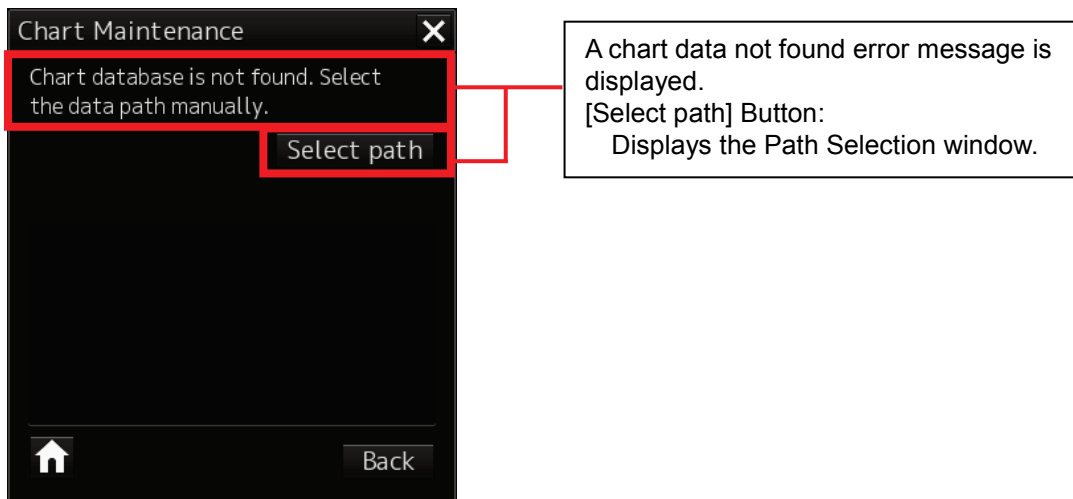 Chart Maintenance
Chart database is not found. Select
the data path manually.
Select path
Back
A chart data not found error message is
displayed.
[Select path] Button:
Displays the Path Selection window.